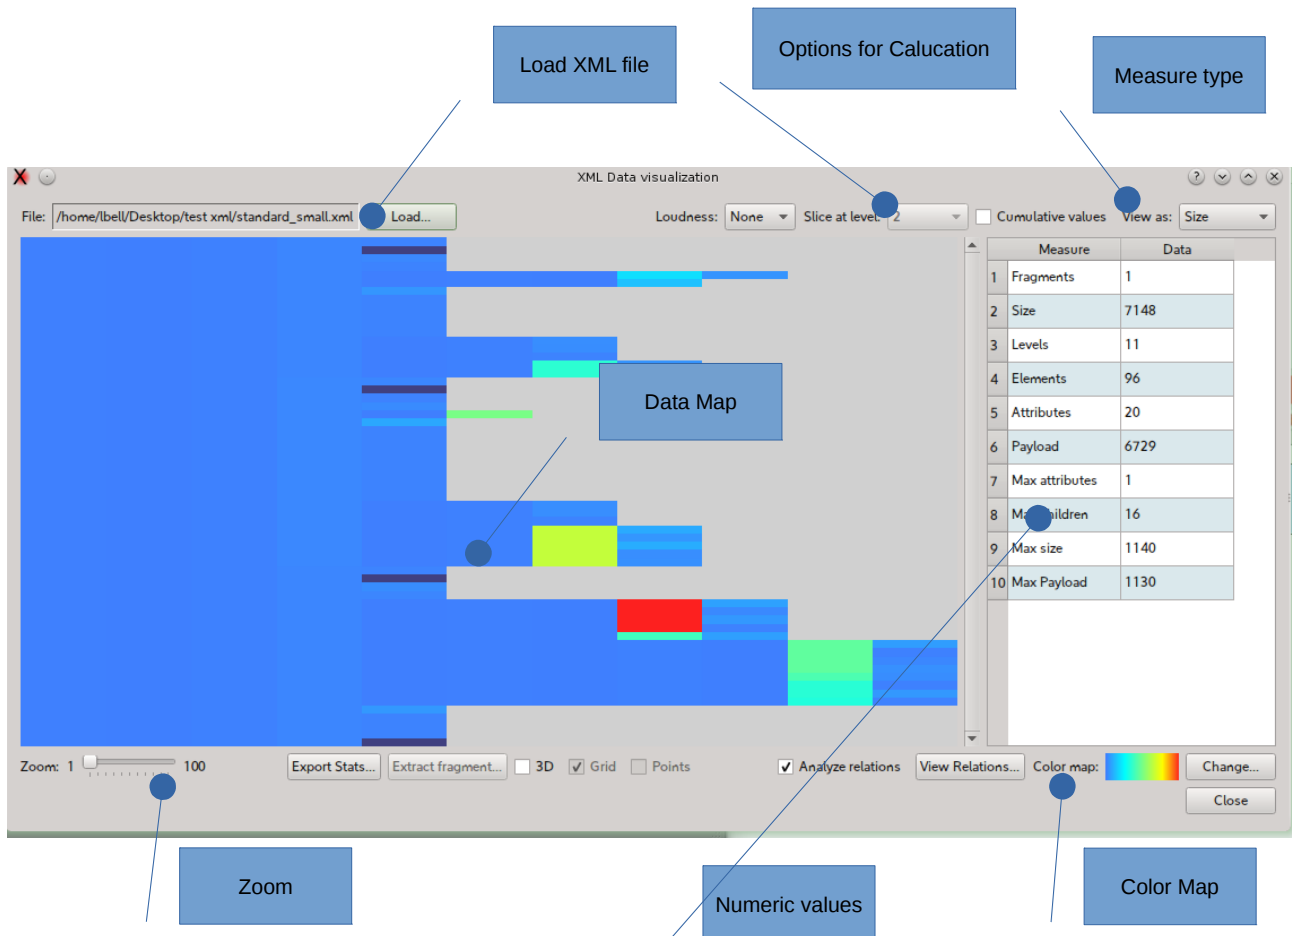 Load XML file
Options for Calucation
Measure type
XML Data visualization
File: /home/lbell/Desktop/test xml/standard_small.xml Load... Loudness: None Slice at level: 2 Cumulative values View as: Size
Measure Data
1 Fragments 1
2 Size 7148
3 Levels 11
4 Elements 96
5 Attributes 20
6 Payload 6729
7 Max attributes 1
8 Max children 16
9 Max size 1140
10 Max Payload 1130
Data Map
Zoom: 1 100 Export Stats... Extract fragment... 3D Grid Points Analyze relations View Relations... Color map: Change...
Close
Zoom
Numeric values
Color Map